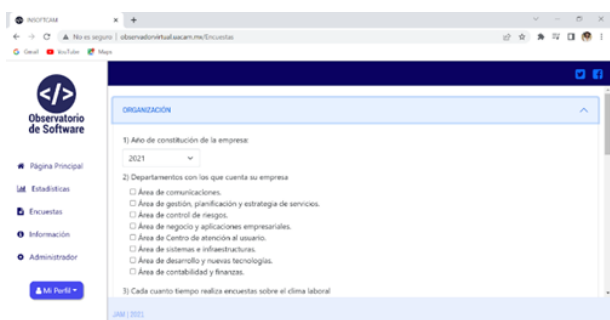 INSOFTCAM
No es seguro | observadorvirtual.uacam.mx/Encuestas
Gmail YouTube Maps
</>
Observatorio
de Software
Página Principal
Estadísticas
Encuestas
Información
Administrador
Mi Perfil
ORGANIZACIÓN
1) Año de constitución de la empresa:
2021
2) Departamentos con los que cuenta su empresa
Área de comunicaciones.
Área de gestión, planificación y estrategia de servicios.
Área de control de riesgos.
Área de negocio y aplicaciones empresariales.
Área de Centro de atención al usuario.
Área de sistemas e infraestructuras.
Área de desarrollo y nuevas tecnologías.
Área de contabilidad y finanzas.
3) Cada cuanto tiempo realiza encuestas sobre el clima laboral
| 2021